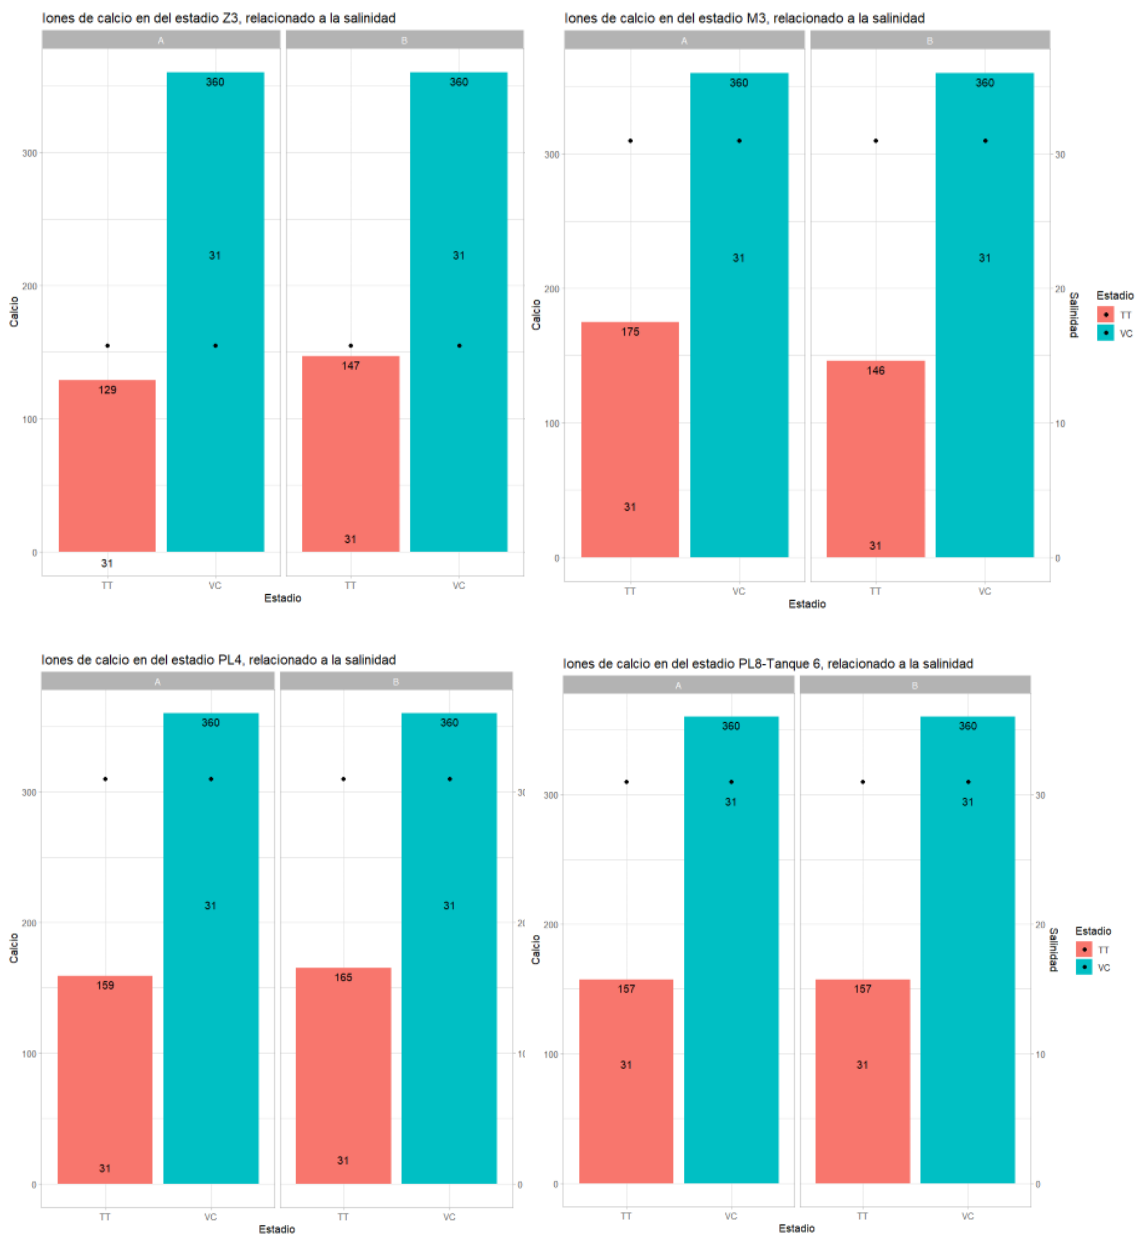 Iones de calcio en del estadio Z3, relacionado a la salinidad
A
B
360
360
300
31
31
200
Calcio
147
129
100
31
0
31
TT
VC
TT
VC
Estadio
Iones de calcio en del estadio M3, relacionado a la salinidad
A
B
360
360
300
30
31
31
200
20
Calcio
Salinidad
175
146
100
10
31
31
0
0
TT
VC
TT
VC
Estadio
Estadio
TT
VC
Iones de calcio en del estadio PL4, relacionado a la salinidad
A
B
360
360
300
31
31
200
Calcio
165
159
100
31
31
0
0
TT
VC
TT
VC
Estadio
Iones de calcio en del estadio PL8-Tanque 6, relacionado a la salinidad
A
B
360
360
31
31
300
30
200
20
Calcio
Salinidad
157
157
31
31
100
10
0
0
TT
VC
TT
VC
Estadio
Estadio
TT
VC